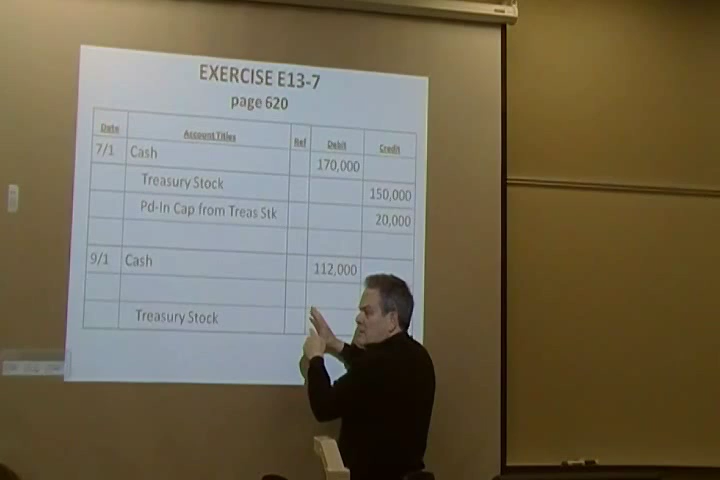 EXERCISE E13-7
page 620
Date Account Titles Ref Debit Credit
7/1 Cash 170,000
Treasury Stock 150,000
Pd-In Cap from Treas Stk 20,000
9/1 Cash 112,000
Treasury Stock